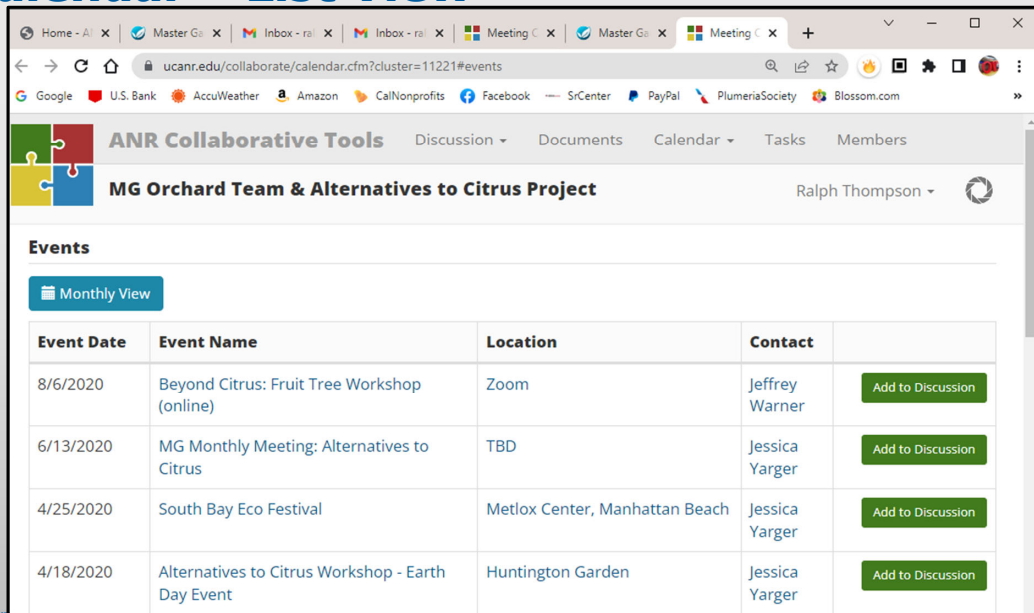 Calendar – List View
Home - Al
Master Ga
Inbox - ral
Inbox - ral
Meeting C
Master Ga
Meeting C
ucanr.edu/collaborate/calendar.cfm?cluster=11221#events
Google U.S. Bank AccuWeather Amazon CalNonprofits Facebook SrCenter PayPal PlumeriaSociety Blossom.com »
ANR Collaborative Tools Discussion Documents Calendar Tasks Members
MG Orchard Team & Alternatives to Citrus Project Ralph Thompson
Events
Monthly View
Event Date Event Name Location Contact
8/6/2020 Beyond Citrus: Fruit Tree Workshop Zoom Jeffrey Add to Discussion
(online) Warner
6/13/2020 MG Monthly Meeting: Alternatives to TBD Jessica Add to Discussion
Citrus Yarger
4/25/2020 South Bay Eco Festival Metlox Center, Manhattan Beach Jessica Add to Discussion
Yarger
4/18/2020 Alternatives to Citrus Workshop - Earth Huntington Garden Jessica Add to Discussion
Day Event Yarger